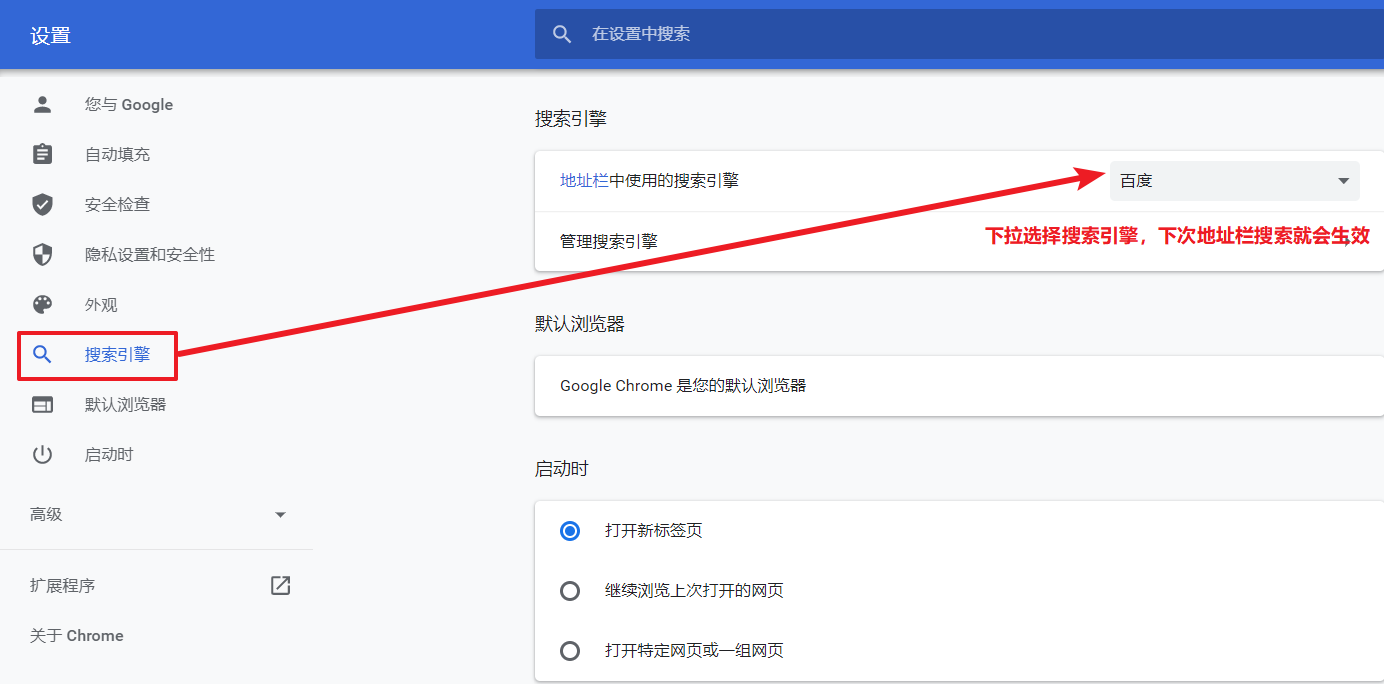 设置
在设置中搜索
您与 Google
自动填充
安全检查
隐私设置和安全性
外观
搜索引擎
默认浏览器
启动时
高级
扩展程序
关于 Chrome
搜索引擎
地址栏中使用的搜索引擎
百度
管理搜索引擎
下拉选择搜索引擎，下次地址栏搜索就会生效
默认浏览器
Google Chrome 是您的默认浏览器
启动时
打开新标签页
继续浏览上次打开的网页
打开特定网页或一组网页